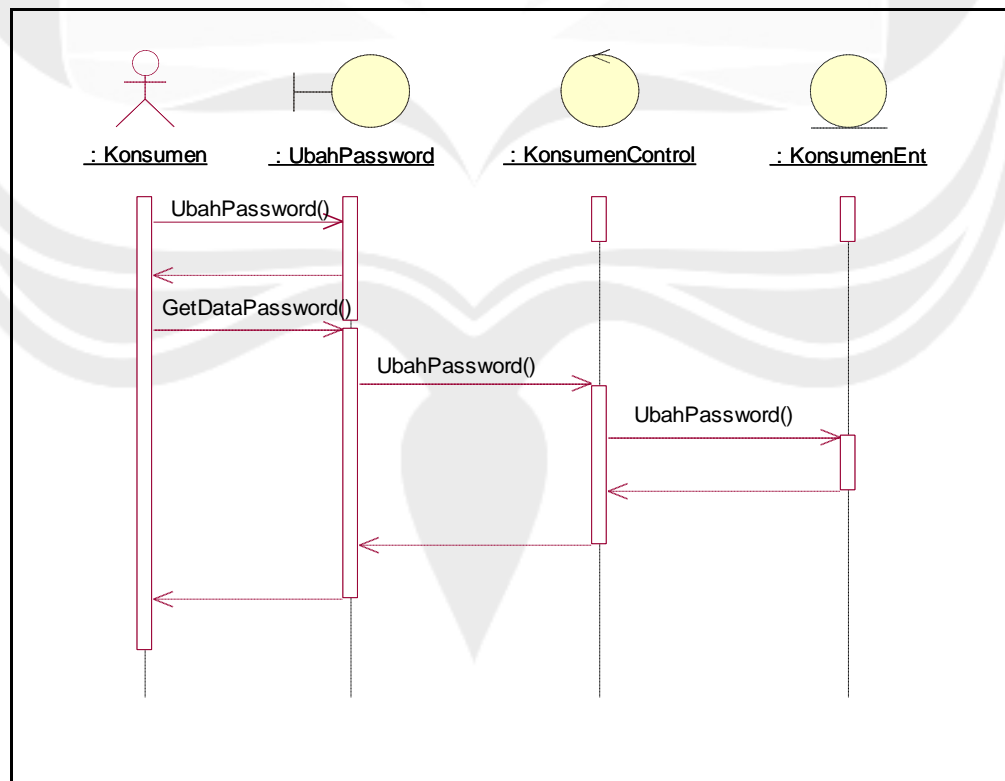 : Konsumen
: UbahPassword
: KonsumenControl
: KonsumenEnt
UbahPassword()
GetDataPassword()
UbahPassword()
UbahPassword()